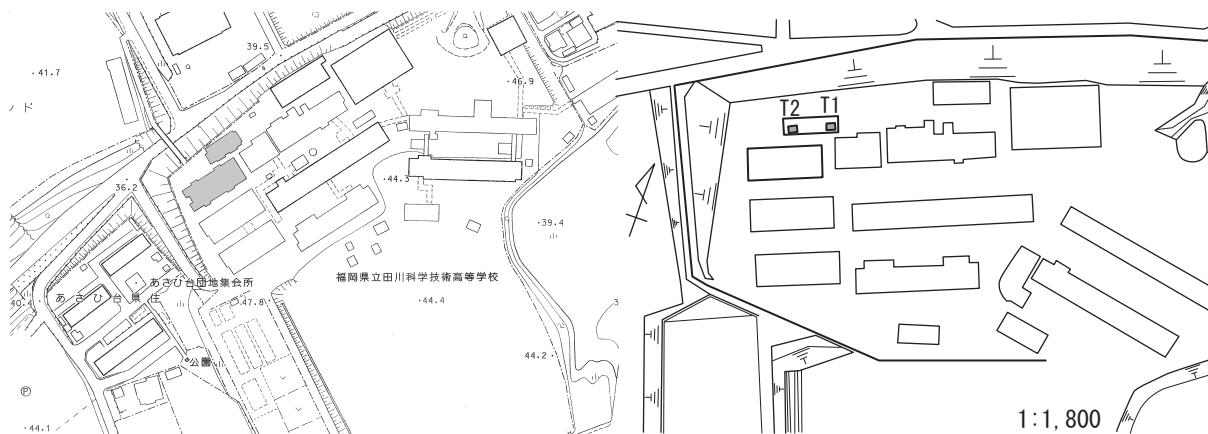 39.5
・41.7
ノド
・46.9
36.2
・44.3
・39.4
福岡県立田川科学技術高等学校
あさひ台団地集会所
あさひ台県住
40.4
・47.8
・44.4
3
44.2・
公園
Ⓟ
・44.1
T2 T1
1:1,800